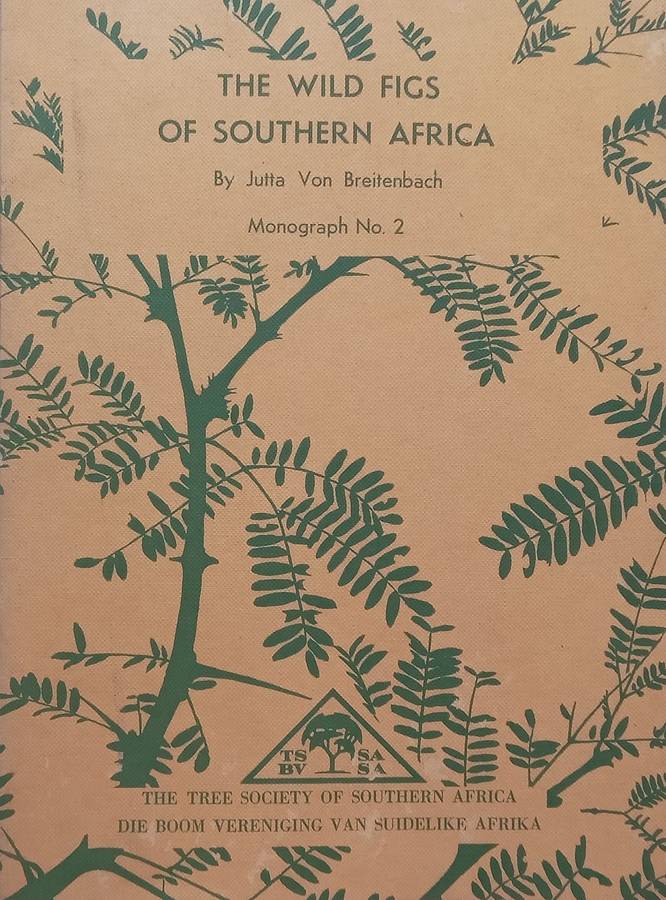 THE WILD FIGS
OF SOUTHERN AFRICA
By Jutta Von Breitenbach
Monograph No. 2
TS SA
BV SA
THE TREE SOCIETY OF SOUTHERN AFRICA
DIE BOOM VERENIGING VAN SUIDELIKE AFRIKA